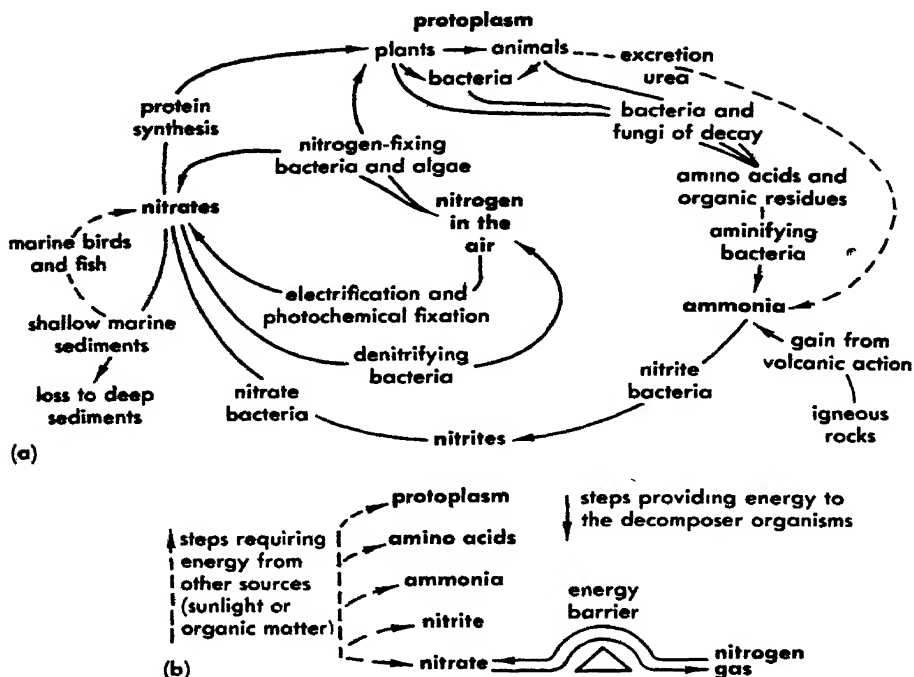 protoplasm
plants
animals
excretion
urea
bacteria
protein
synthesis
bacteria and
fungi of decay
nitrogen-fixing
bacteria and algae
amino acids and
organic residues
nitrates
nitrogen
in the
air
aminifying
bacteria
marine birds
and fish
electrification and
photochemical fixation
ammonia
shallow marine
sediments
gain from
volcanic action
denitrifying
bacteria
nitrite
bacteria
nitrate
bacteria
loss to deep
sediments
igneous
rocks
nitrites
(a)
protoplasm
steps providing energy to
the decomposer organisms
steps requiring
energy from
other sources
(sunlight or
organic matter)
amino acids
ammonia
energy
barrier
nitrite
nitrate
nitrogen
gas
(b)